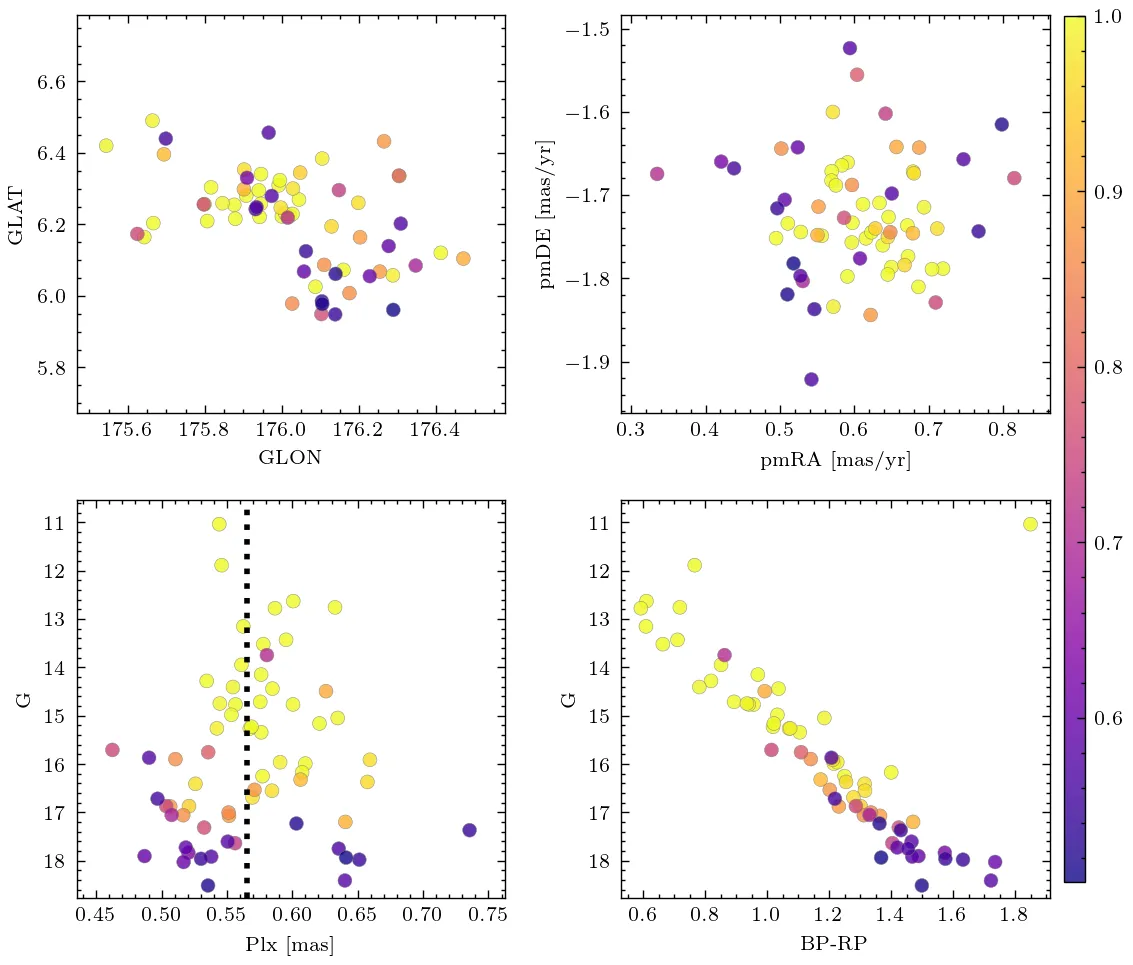 6.6
6.4
6.2
6.0
5.8
GLAT
175.6 175.8 176.0 176.2 176.4
GLON
−1.5
−1.6
−1.7
−1.8
−1.9
pmDE [mas/yr]
0.3 0.4 0.5 0.6 0.7 0.8
pmRA [mas/yr]
1.0
0.9
0.8
0.7
0.6
11
12
13
14
15
16
17
18
G
0.45 0.50 0.55 0.60 0.65 0.70 0.75
Plx [mas]
11
12
13
14
15
16
17
18
G
0.6 0.8 1.0 1.2 1.4 1.6 1.8
BP-RP